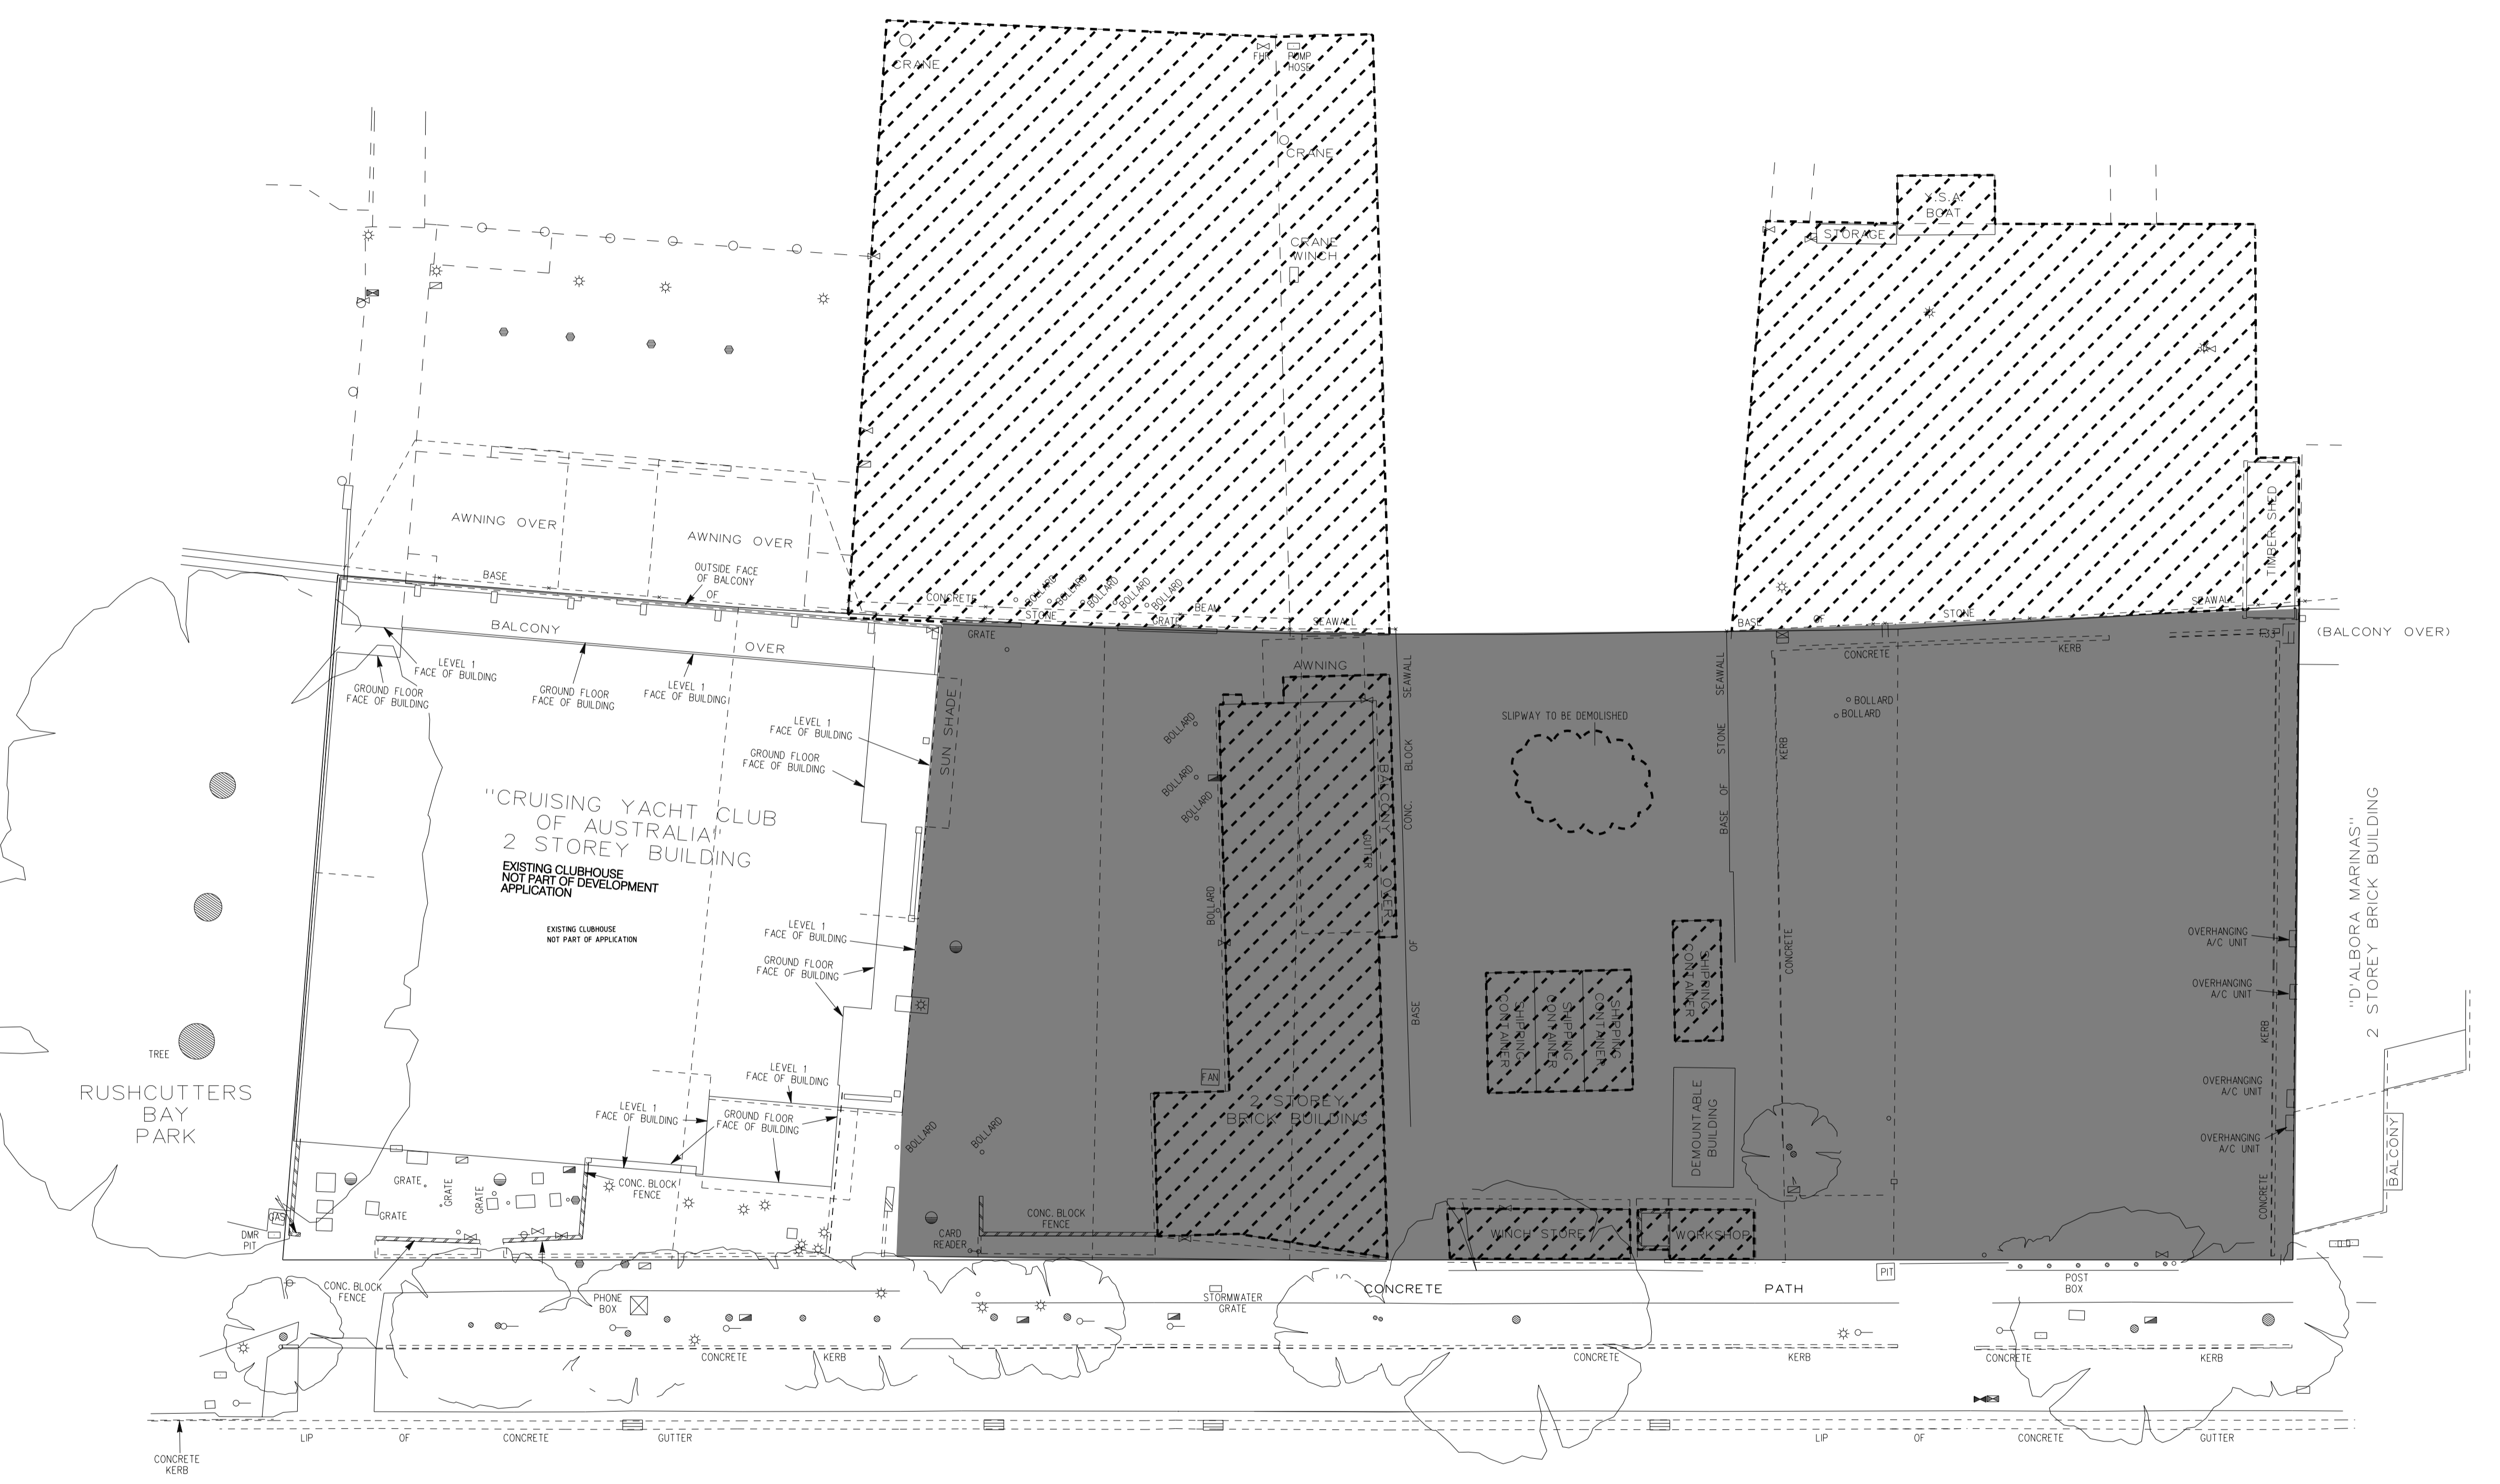 CRANE
FHR
PUMP
HOSE
CRANE
CRANE
WINCH
Y.S.A.
BOAT
STORAGE
TIMBER SHED
AWNING OVER
AWNING OVER
OUTSIDE FACE
OF BALCONY
BASE
OF
CONCRETE
STONE
BEAM
SEAWALL
BOLLARD
BOLLARD
BOLLARD
BOLLARD
BOLLARD
GRATE
GRATE
BASE
OF
STONE
SEAWALL
BALCONY
OVER
(BALCONY OVER)
CONCRETE
KERB
LEVEL 1
FACE OF BUILDING
GROUND FLOOR
FACE OF BUILDING
GROUND FLOOR
FACE OF BUILDING
LEVEL 1
FACE OF BUILDING
LEVEL 1
FACE OF BUILDING
GROUND FLOOR
FACE OF BUILDING
SUN SHADE
AWNING
BOLLARD
BOLLARD
BOLLARD
BOLLARD
BALCONY OVER
GUTTER
SEAWALL
BLOCK
CONC.
OF
BASE
SLIPWAY TO BE DEMOLISHED
SEAWALL
STONE
OF
BASE
KERB
BOLLARD
BOLLARD
"CRUISING YACHT CLUB
OF AUSTRALIA"
2 STOREY BUILDING
EXISTING CLUBHOUSE
NOT PART OF DEVELOPMENT
APPLICATION
EXISTING CLUBHOUSE
NOT PART OF APPLICATION
LEVEL 1
FACE OF BUILDING
GROUND FLOOR
FACE OF BUILDING
LEVEL 1
FACE OF BUILDING
LEVEL 1
FACE OF BUILDING
GROUND FLOOR
FACE OF BUILDING
TREE
RUSHCUTTERS
BAY
PARK
SHIPPING
CONTAINER
SHIPPING
CONTAINER
SHIPPING
CONTAINER
SHIPPING
CONTAINER
CONCRETE
DEMOUNTABLE
BUILDING
FAN
2 STOREY
BRICK BUILDING
OVERHANGING
A/C UNIT
OVERHANGING
A/C UNIT
OVERHANGING
A/C UNIT
OVERHANGING
A/C UNIT
KERB
CONCRETE
"D'ALBORA MARINAS"
2 STOREY BRICK BUILDING
BALCONY
BOLLARD
BOLLARD
GRATE
GRATE
GRATE
GRATE
CONC. BLOCK
FENCE
GAS
DMR
PIT
CARD
READER
CONC. BLOCK
FENCE
WINCH STORE
WORKSHOP
CONC. BLOCK
FENCE
PHONE
BOX
STORMWATER
GRATE
CONCRETE
PATH
PIT
POST
BOX
CONCRETE
KERB
CONCRETE
KERB
CONCRETE
KERB
LIP
OF
CONCRETE
GUTTER
LIP
OF
CONCRETE
GUTTER
CONCRETE
KERB